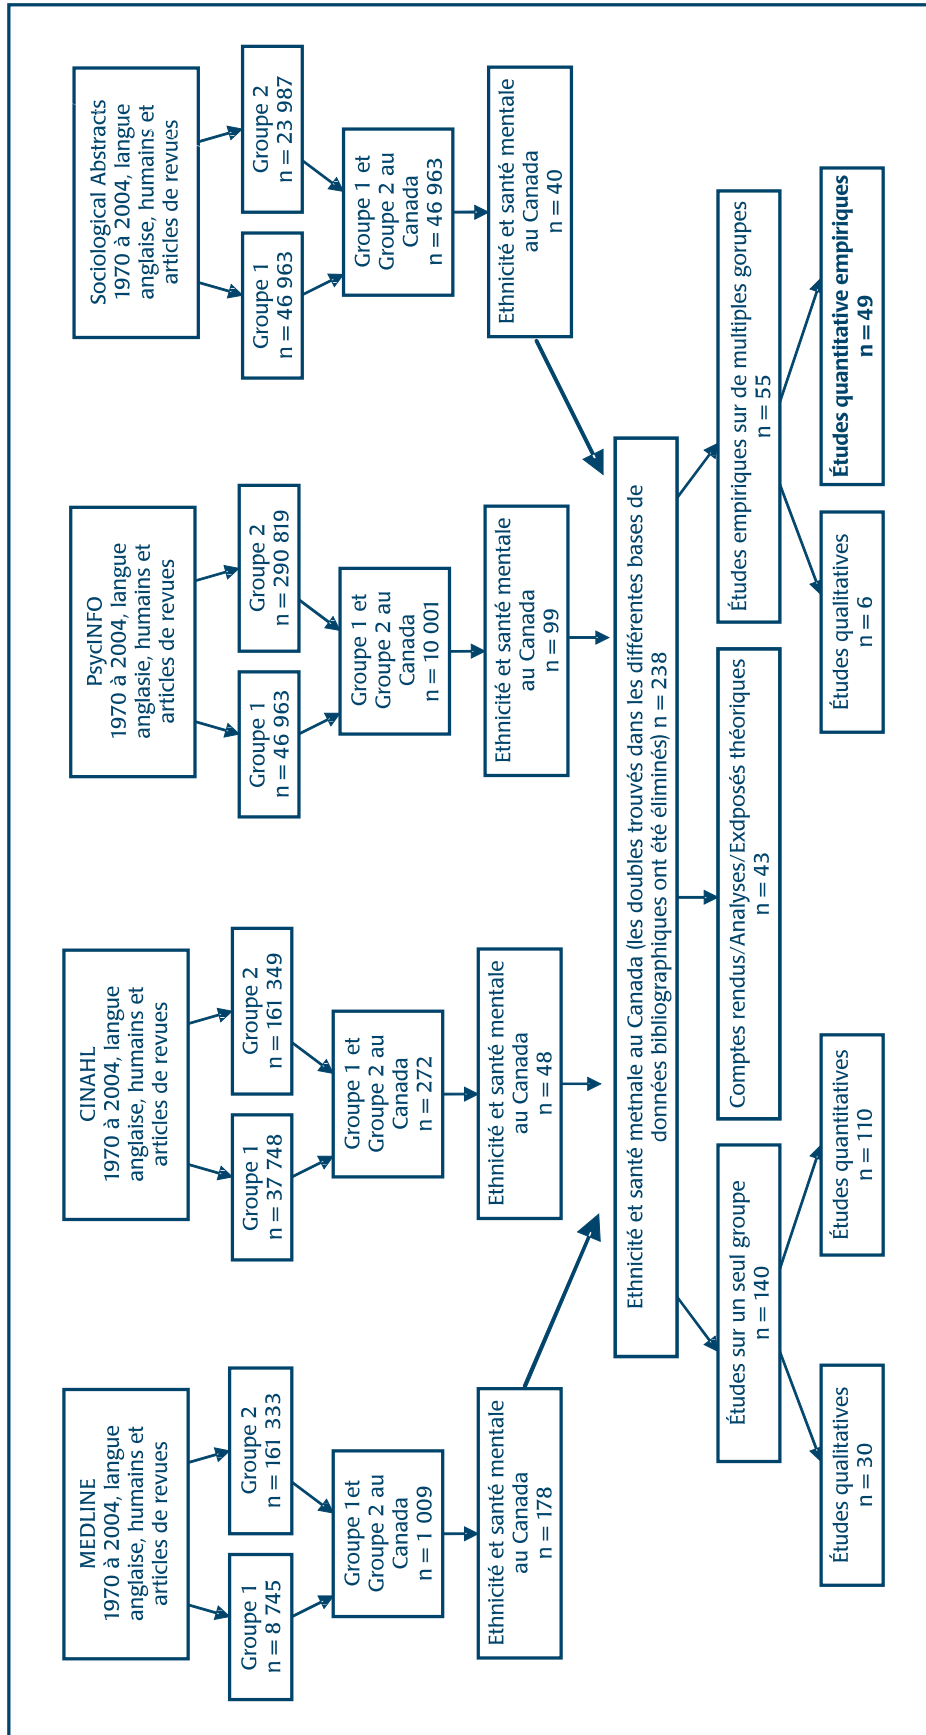 MEDLINE
1970 à 2004, langue
anglaise, humains et
articles de revues
Groupe 1
n = 8 745
Groupe 2
n = 161 333
Groupe 1et
Groupe 2 au
Canada
n = 1 009
Ethnicité et santé mentale
au Canada
n = 178
CINAHL
1970 à 2004, langue
anglaise, humains et
articles de revues
Groupe 1
n = 37 748
Groupe 2
n = 161 349
Groupe 1 et
Groupe 2 au
Canada
n = 272
Ethnicité et santé mentale
au Canada
n = 48
PsycINFO
1970 à 2004, langue
anglasie, humains et
articles de revues
Groupe 1
n = 46 963
Groupe 2
n = 290 819
Groupe 1 et
Groupe 2 au
Canada
n = 10 001
Ethnicité et santé mentale
au Canada
n = 99
Sociological Abstracts
1970 à 2004, langue
anglaise, humains et
articles de revues
Groupe 1
n = 46 963
Groupe 2
n = 23 987
Groupe 1 et
Groupe 2 au
Canada
n = 46 963
Ethnicité et santé mentale
au Canada
n = 40
Ethnicité et santé metnale au Canada (les doubles trouvés dans les différentes bases de
données bibliographiques ont été éliminés) n = 238
Études sur un seul groupe
n = 140
Comptes rendus/Analyses/Exdposés théoriques
n = 43
Études empiriques sur de multiples gorupes
n = 55
Études qualitatives
n = 30
Études quantitatives
n = 110
Études qualitatives
n = 6
Études quantitative empiriques
n = 49